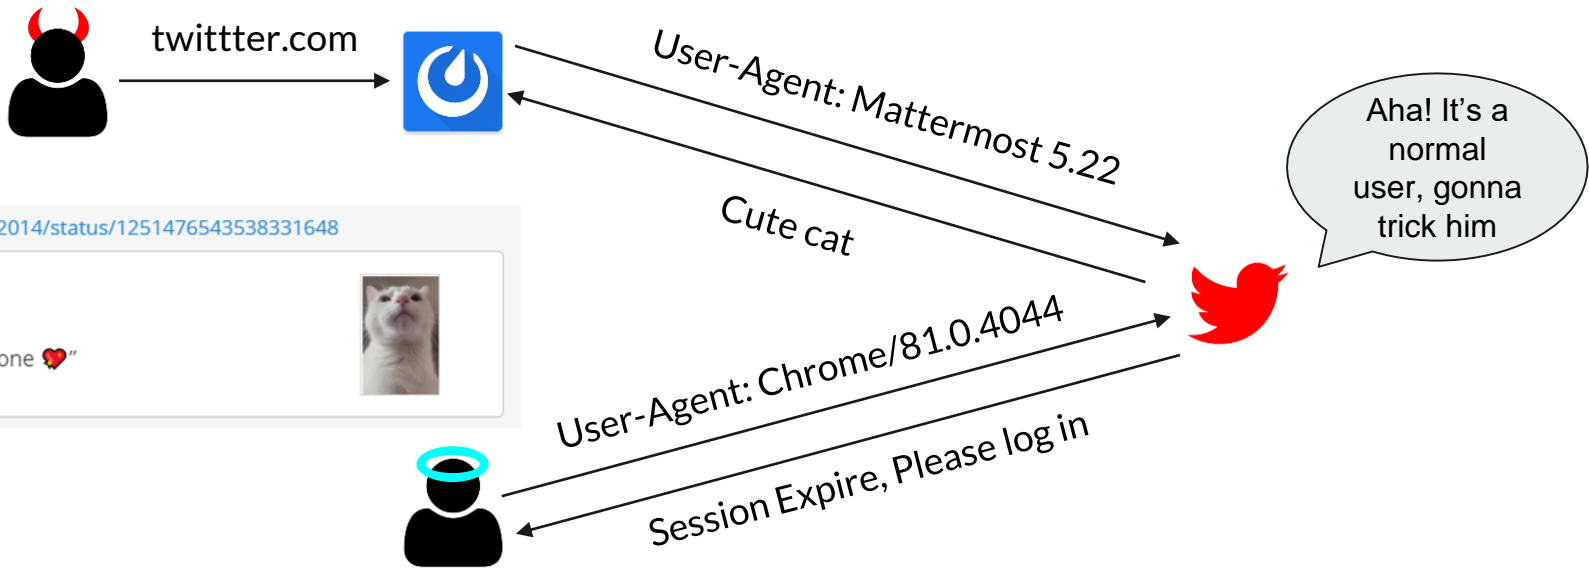 twittter.com
User-Agent: Mattermost 5.22
Cute cat
Aha! It's a
normal
user, gonna
trick him
2014/status/1251476543538331648
one 💘"
User-Agent: Chrome/81.0.4044
Session Expire, Please log in